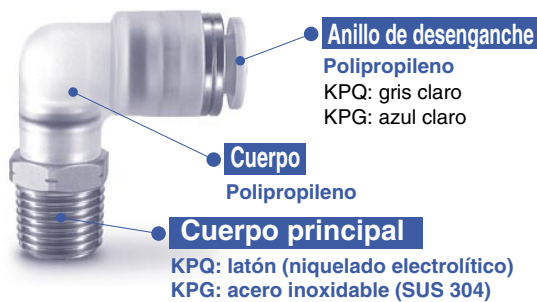 Anillo de desenganche
Polipropileno
KPQ: gris claro
KPG: azul claro
Cuerpo
Polipropileno
Cuerpo principal
KPQ: latón (niquelado electrolítico)
KPG: acero inoxidable (SUS 304)